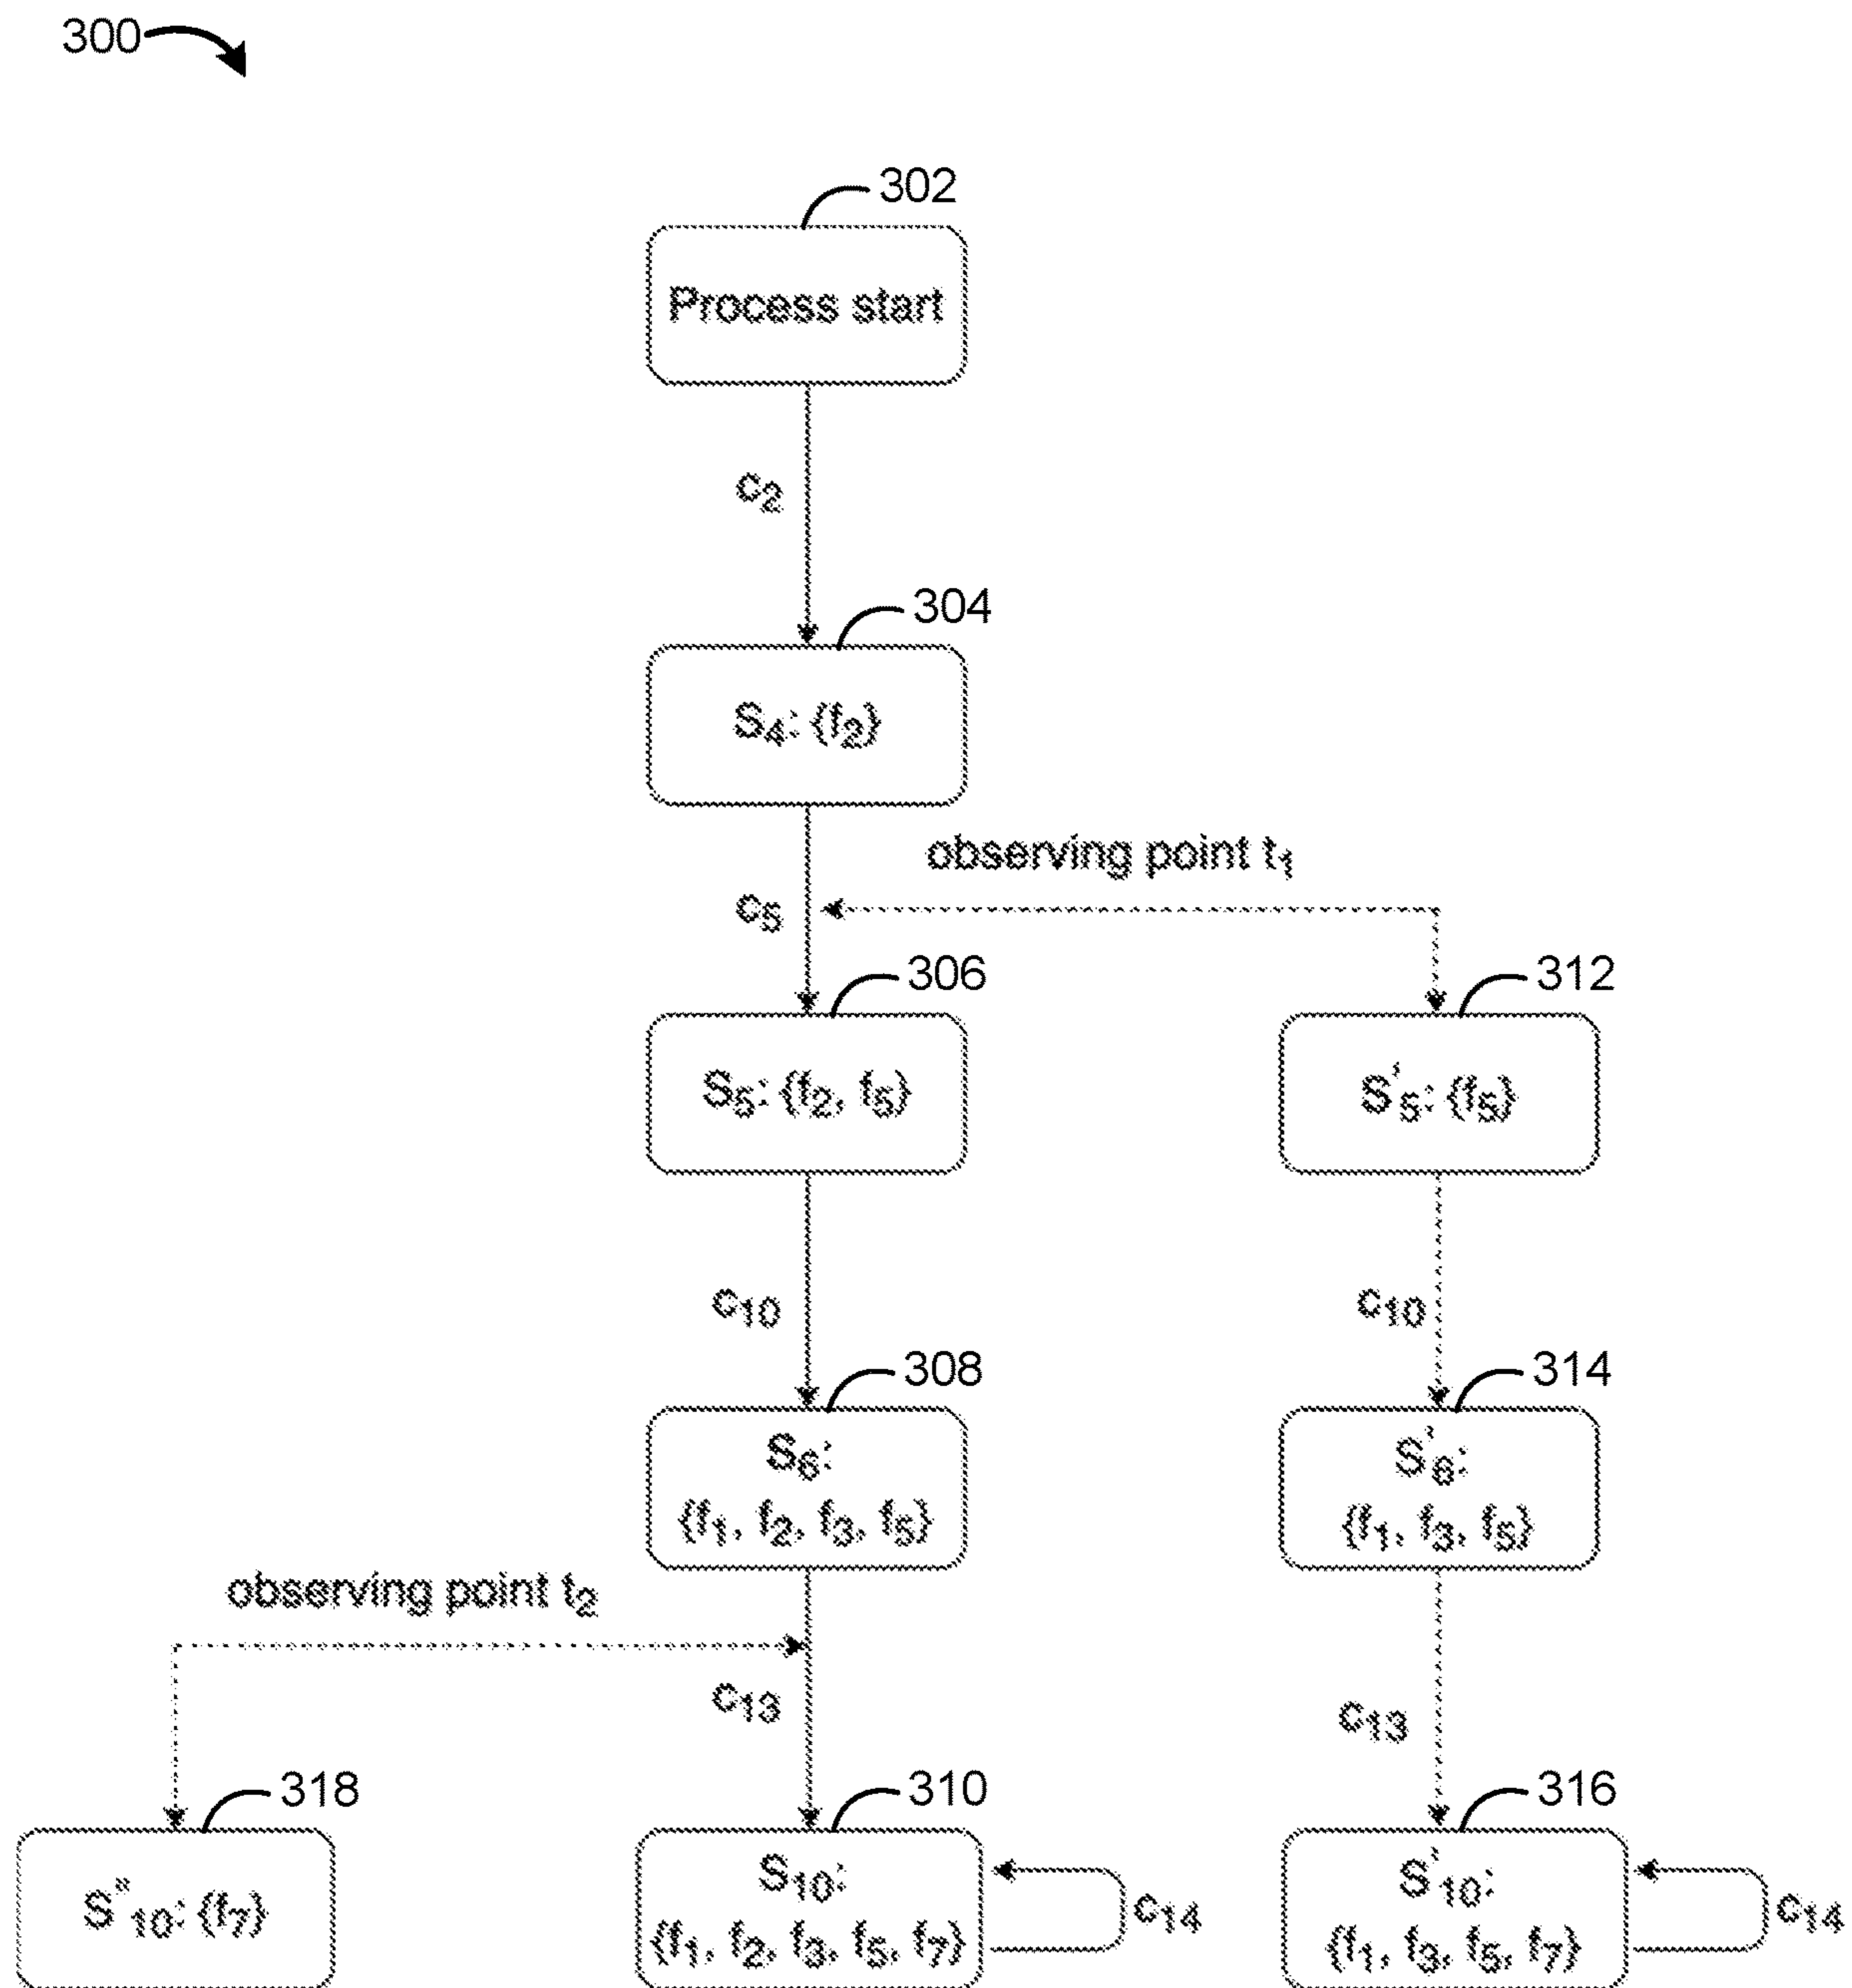 300
302
Process start
c2
304
S4: {f2}
observing point t1
c5
306
312
S5: {f2, f5}
S'5: {f5}
c10
c10
308
314
S6:
{f1, f2, f3, f5}
S'6:
{f1, f3, f5}
observing point t2
c13
c13
318
310
316
S"10: {f7}
S10:
{f1, f2, f3, f5, f7}
c14
S'10:
{f1, f3, f5, f7}
c14